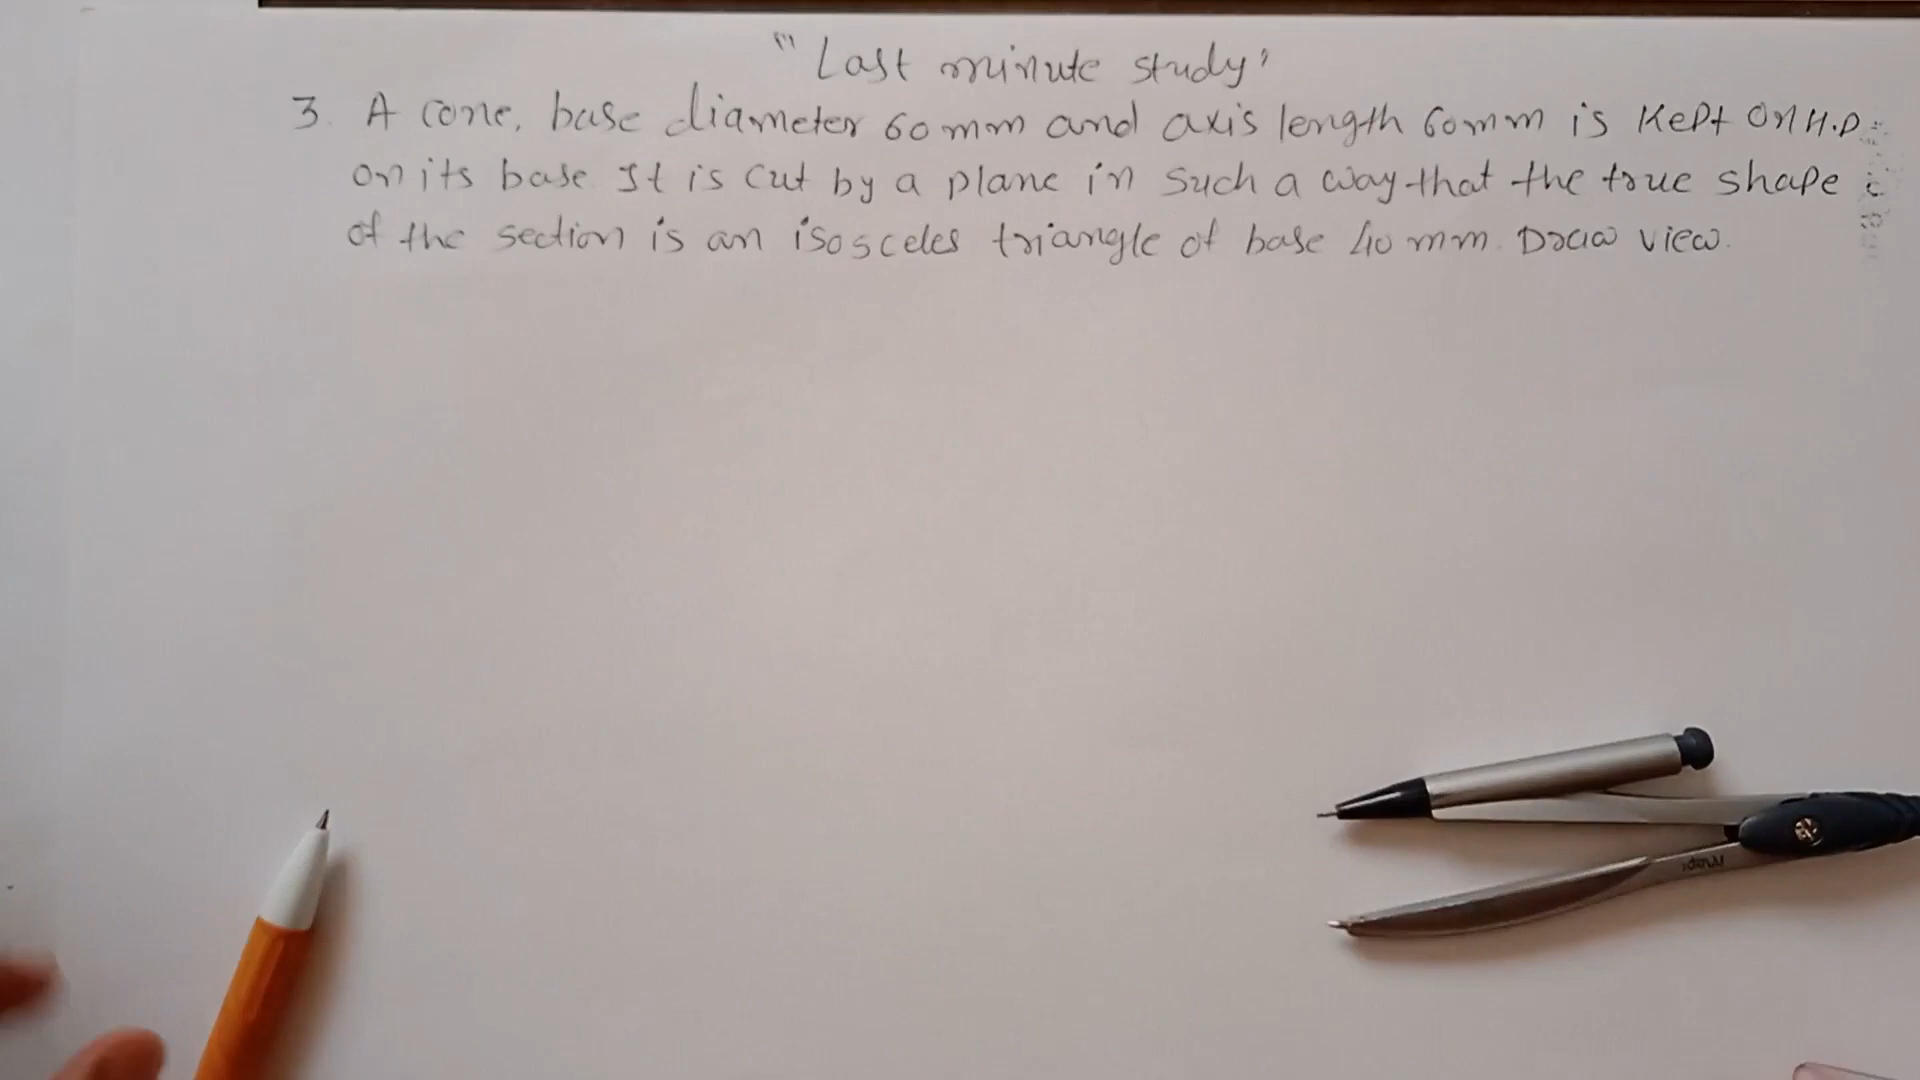 "Last minute study"
3. A cone, base diameter 60 mm and axis length 60mm is Kept On H.P
on its base It is cut by a plane in such a way that the true shape
of the section is an isosceles triangle of base 40 mm. Draw view.